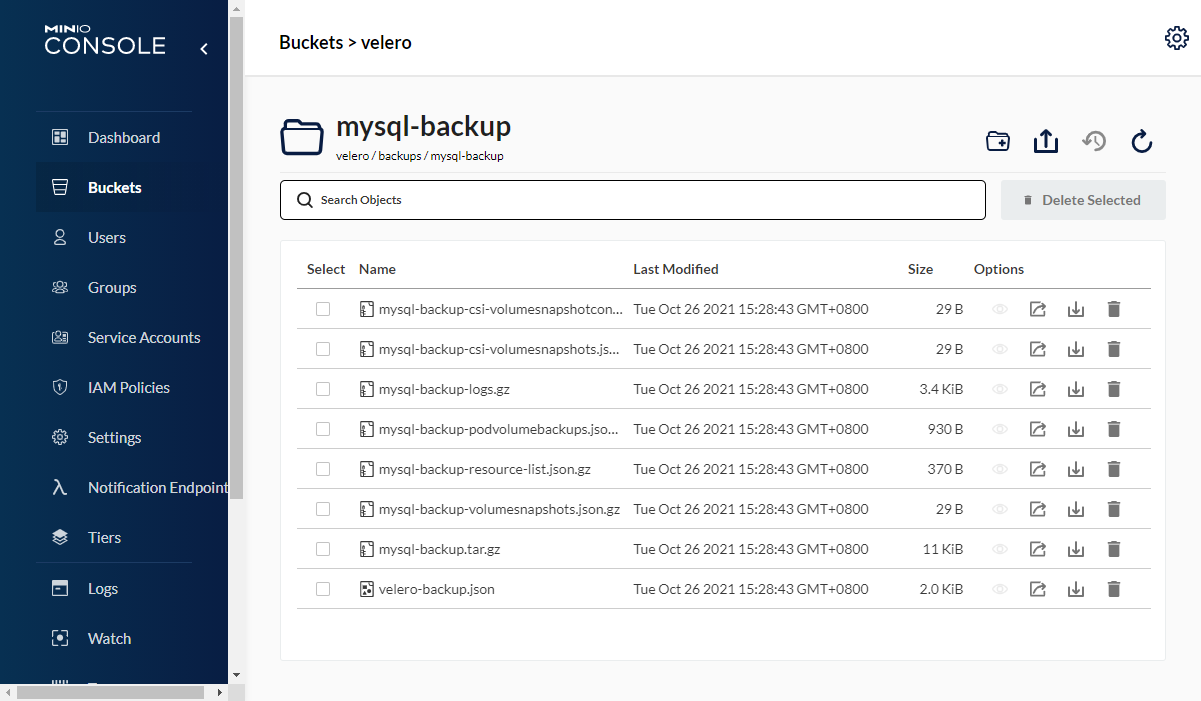 MINIO
CONSOLE
Dashboard
Buckets
Users
Groups
Service Accounts
IAM Policies
Settings
Notification Endpoint
Tiers
Logs
Watch
Buckets > velero
mysql-backup
velero / backups / mysql-backup
Search Objects
Delete Selected
Select Name Last Modified Size Options
mysql-backup-csi-volumesnapshotcon... Tue Oct 26 2021 15:28:43 GMT+0800 29 B
mysql-backup-csi-volumesnapshots.js... Tue Oct 26 2021 15:28:43 GMT+0800 29 B
mysql-backup-logs.gz Tue Oct 26 2021 15:28:43 GMT+0800 3.4 KiB
mysql-backup-podvolumebackups.jso... Tue Oct 26 2021 15:28:43 GMT+0800 930 B
mysql-backup-resource-list.json.gz Tue Oct 26 2021 15:28:43 GMT+0800 370 B
mysql-backup-volumesnapshots.json.gz Tue Oct 26 2021 15:28:43 GMT+0800 29 B
mysql-backup.tar.gz Tue Oct 26 2021 15:28:43 GMT+0800 11 KiB
velero-backup.json Tue Oct 26 2021 15:28:43 GMT+0800 2.0 KiB